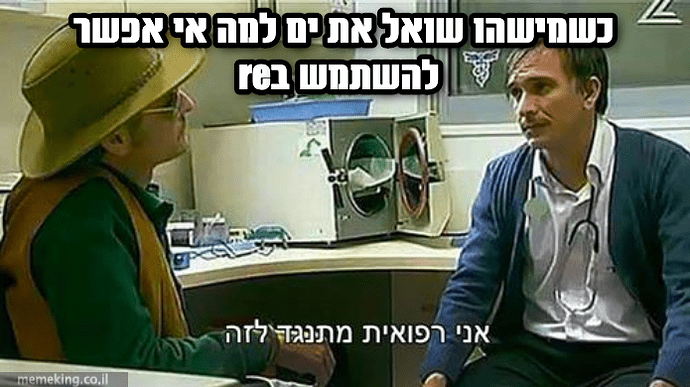 כשמישהו שואל את ים למה אי אפשר
להשתמש בre
אני רפואית מתנגד לזה
memeking.co.il